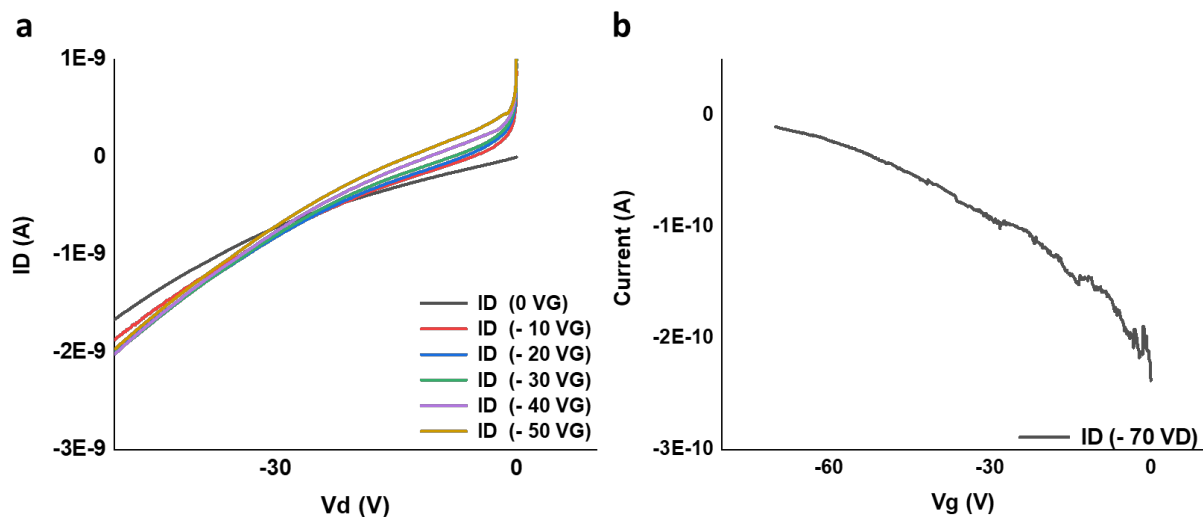 a
1E-9
0
-1E-9
-2E-9
-3E-9
ID (A)
-30
0
Vd (V)
ID (0 VG)
ID (- 10 VG)
ID (- 20 VG)
ID (- 30 VG)
ID (- 40 VG)
ID (- 50 VG)
b
0
-1E-10
-2E-10
-3E-10
Current (A)
-60
-30
0
Vg (V)
ID (- 70 VD)